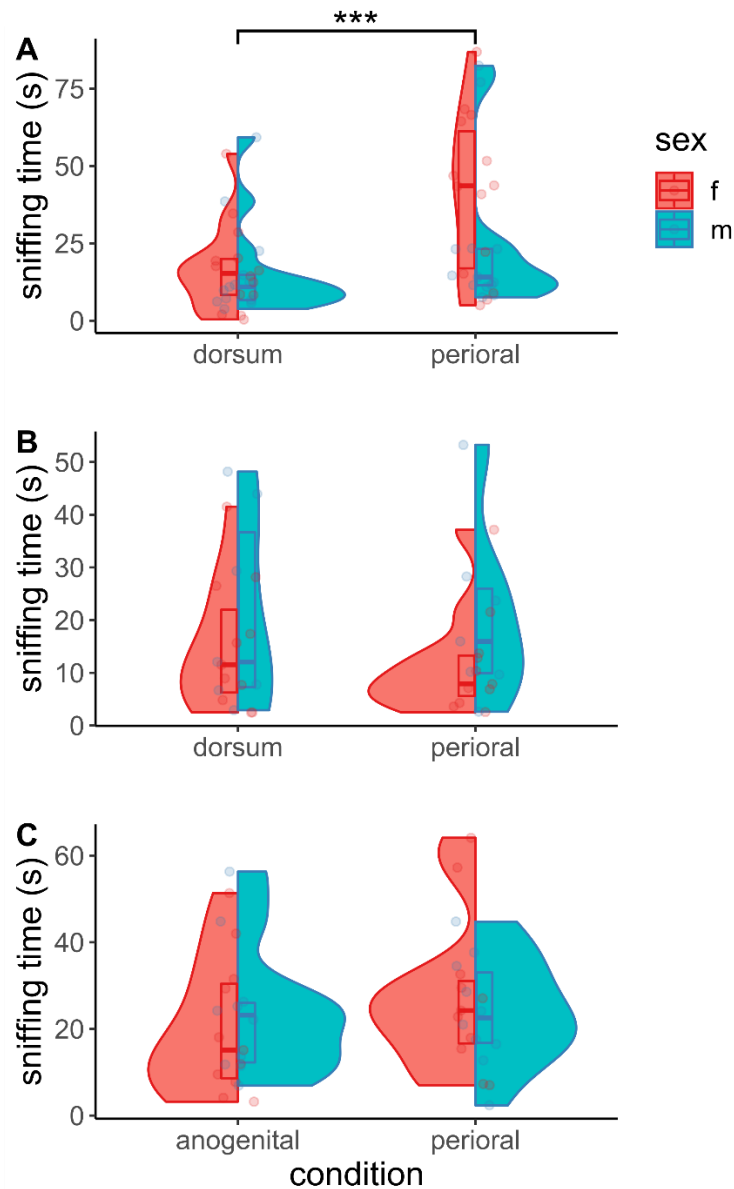 ***
A
sniffing time (s)
75
50
25
0
dorsum
perioral
sex
f
m
B
sniffing time (s)
50
40
30
20
10
0
dorsum
perioral
C
sniffing time (s)
60
40
20
0
anogenital
perioral
condition